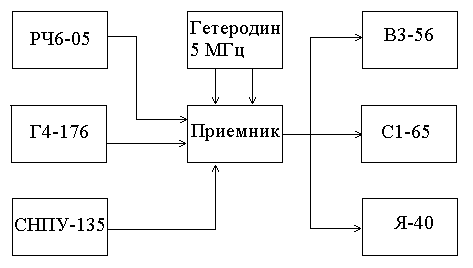 РЧ6-05
Гетеродин
5 МГц
В3-56
Г4-176
Приемник
С1-65
СНПУ-135
Я-40